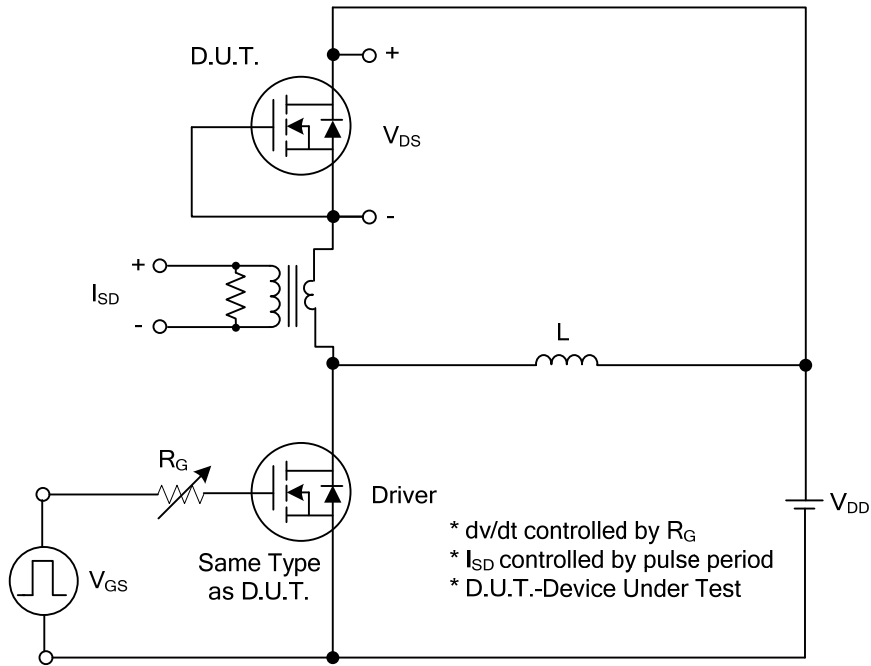 D.U.T.
+
VDS
-
+
ISD
-
L
RG
Driver
VDD
Same Type
as D.U.T.
VGS
* dv/dt controlled by RG
* ISD controlled by pulse period
* D.U.T.-Device Under Test